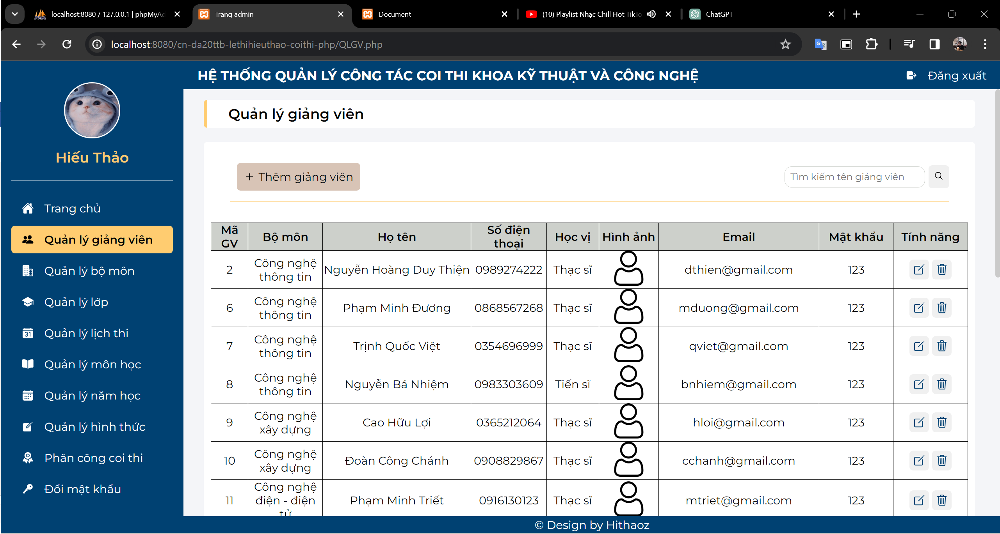 localhost:8080 / 127.0.0.1 | phpMyAd
Trang admin
Document
(10) Playlist Nhạc Chill Hot TikTo
ChatGPT
localhost:8080/cn-da20ttb-lethihieuthao-coithi-php/QLGV.php
HỆ THỐNG QUẢN LÝ CÔNG TÁC COI THI KHOA KỸ THUẬT VÀ CÔNG NGHỆ
Đăng xuất
Hiếu Thảo
Trang chủ
Quản lý giảng viên
Quản lý bộ môn
Quản lý lớp
31
Quản lý lịch thi
Quản lý môn học
Quản lý năm học
Quản lý hình thức
Phân công coi thi
Đổi mật khẩu
Quản lý giảng viên
+ Thêm giảng viên
Tìm kiếm tên giảng viên
Mã GV Bộ môn Họ tên Số điện thoại Học vị Hình ảnh Email Mật khẩu Tính năng
2 Công nghệ thông tin Nguyễn Hoàng Duy Thiện 0989274222 Thạc sĩ dthien@gmail.com 123
6 Công nghệ thông tin Phạm Minh Đương 0868567268 Thạc sĩ mduong@gmail.com 123
7 Công nghệ thông tin Trịnh Quốc Việt 0354696999 Thạc sĩ qviet@gmail.com 123
8 Công nghệ thông tin Nguyễn Bá Nhiệm 0983303609 Tiến sĩ bnhiem@gmail.com 123
9 Công nghệ xây dựng Cao Hữu Lợi 0365212064 Thạc sĩ hloi@gmail.com 123
10 Công nghệ xây dựng Đoàn Công Chánh 0908829867 Thạc sĩ cchanh@gmail.com 123
11 Công nghệ điện - điện tử Phạm Minh Triết 0916130123 Thạc sĩ mtriet@gmail.com 123
© Design by Hithaoz